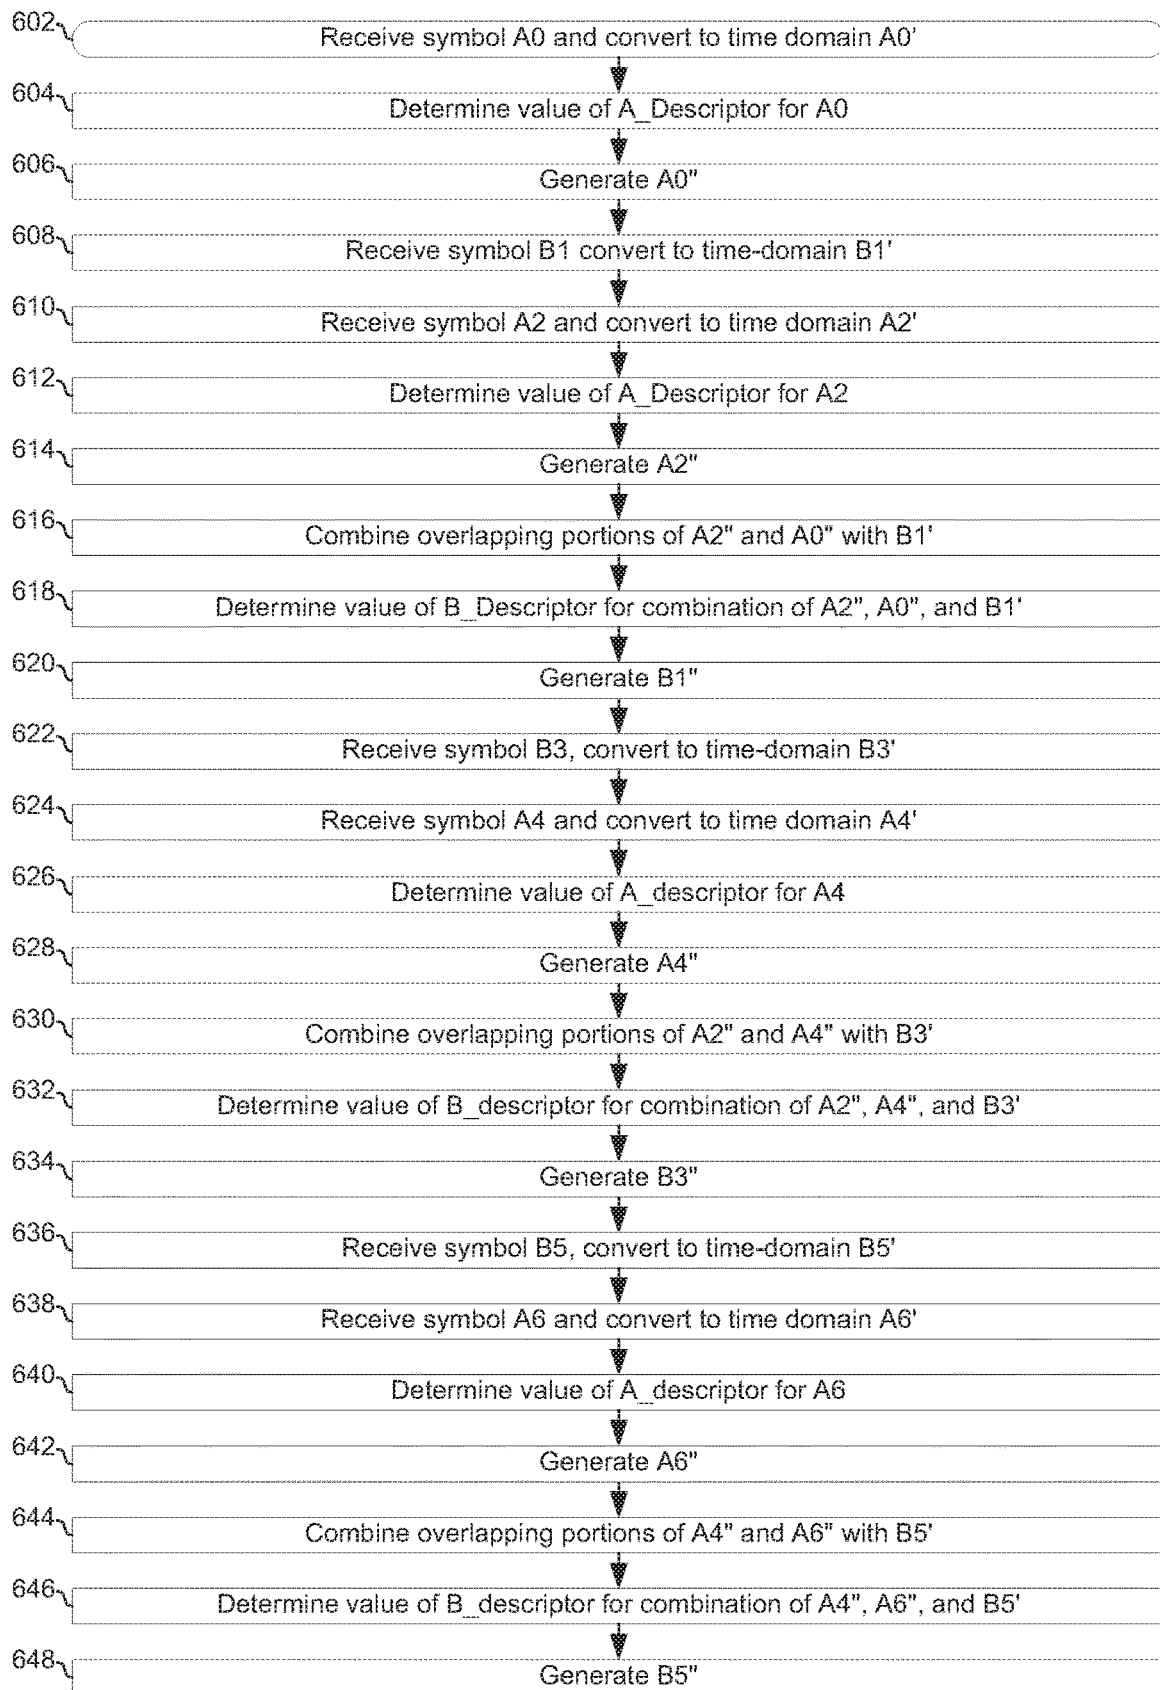 602 Receive symbol A0 and convert to time domain A0'
604 Determine value of A_Descriptor for A0
606 Generate A0"
608 Receive symbol B1 convert to time-domain B1'
610 Receive symbol A2 and convert to time domain A2'
612 Determine value of A_Descriptor for A2
614 Generate A2"
616 Combine overlapping portions of A2" and A0" with B1'
618 Determine value of B_Descriptor for combination of A2", A0", and B1'
620 Generate B1"
622 Receive symbol B3, convert to time-domain B3'
624 Receive symbol A4 and convert to time domain A4'
626 Determine value of A_descriptor for A4
628 Generate A4"
630 Combine overlapping portions of A2" and A4" with B3'
632 Determine value of B_descriptor for combination of A2", A4", and B3'
634 Generate B3"
636 Receive symbol B5, convert to time-domain B5'
638 Receive symbol A6 and convert to time domain A6'
640 Determine value of A_descriptor for A6
642 Generate A6"
644 Combine overlapping portions of A4" and A6" with B5'
646 Determine value of B_descriptor for combination of A4", A6", and B5'
648 Generate B5"